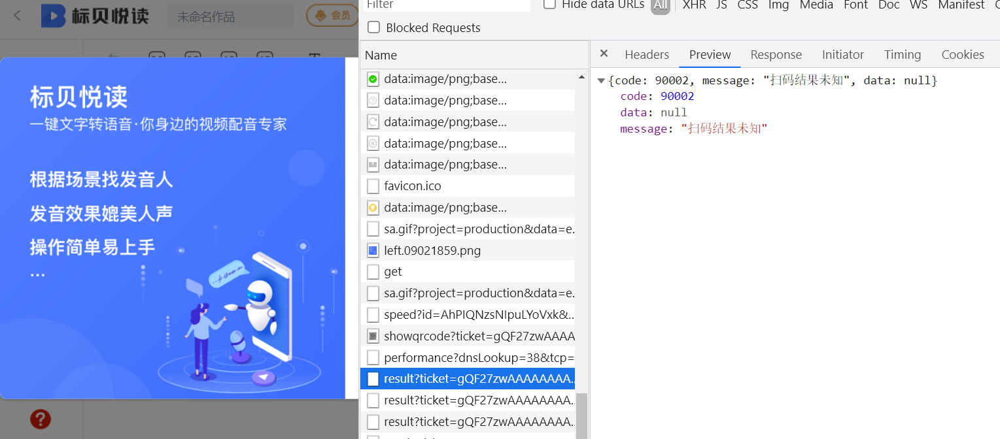 标贝悦读
未命名作品
会员
标贝悦读
一键文字转语音·你身边的视频配音专家
根据场景找发音人
发音效果媲美人声
操作简单易上手
...
?
Filter
Hide data URLs
All
XHR JS CSS Img Media Font Doc WS Manifest
Blocked Requests
Name
data:image/png;base...
data:image/png;base...
data:image/png;base...
data:image/png;base...
data:image/png;base...
favicon.ico
data:image/png;base...
sa.gif?project=production&data=e.
left.09021859.png
get
sa.gif?project=production&data=e.
speed?id=AhPIQNzsNIpuLYoVxk&..
showqrcode?ticket=gQF27zwAAAA
performance?dnsLookup=38&tcp=
result?ticket=gQF27zwAAAAAAAA..
result?ticket=gQF27zwAAAAAAAA..
result?ticket=gQF27zwAAAAAAAA..
× Headers Preview Response Initiator Timing Cookies
{code: 90002, message: "扫码结果未知", data: null}
code: 90002
data: null
message: "扫码结果未知"